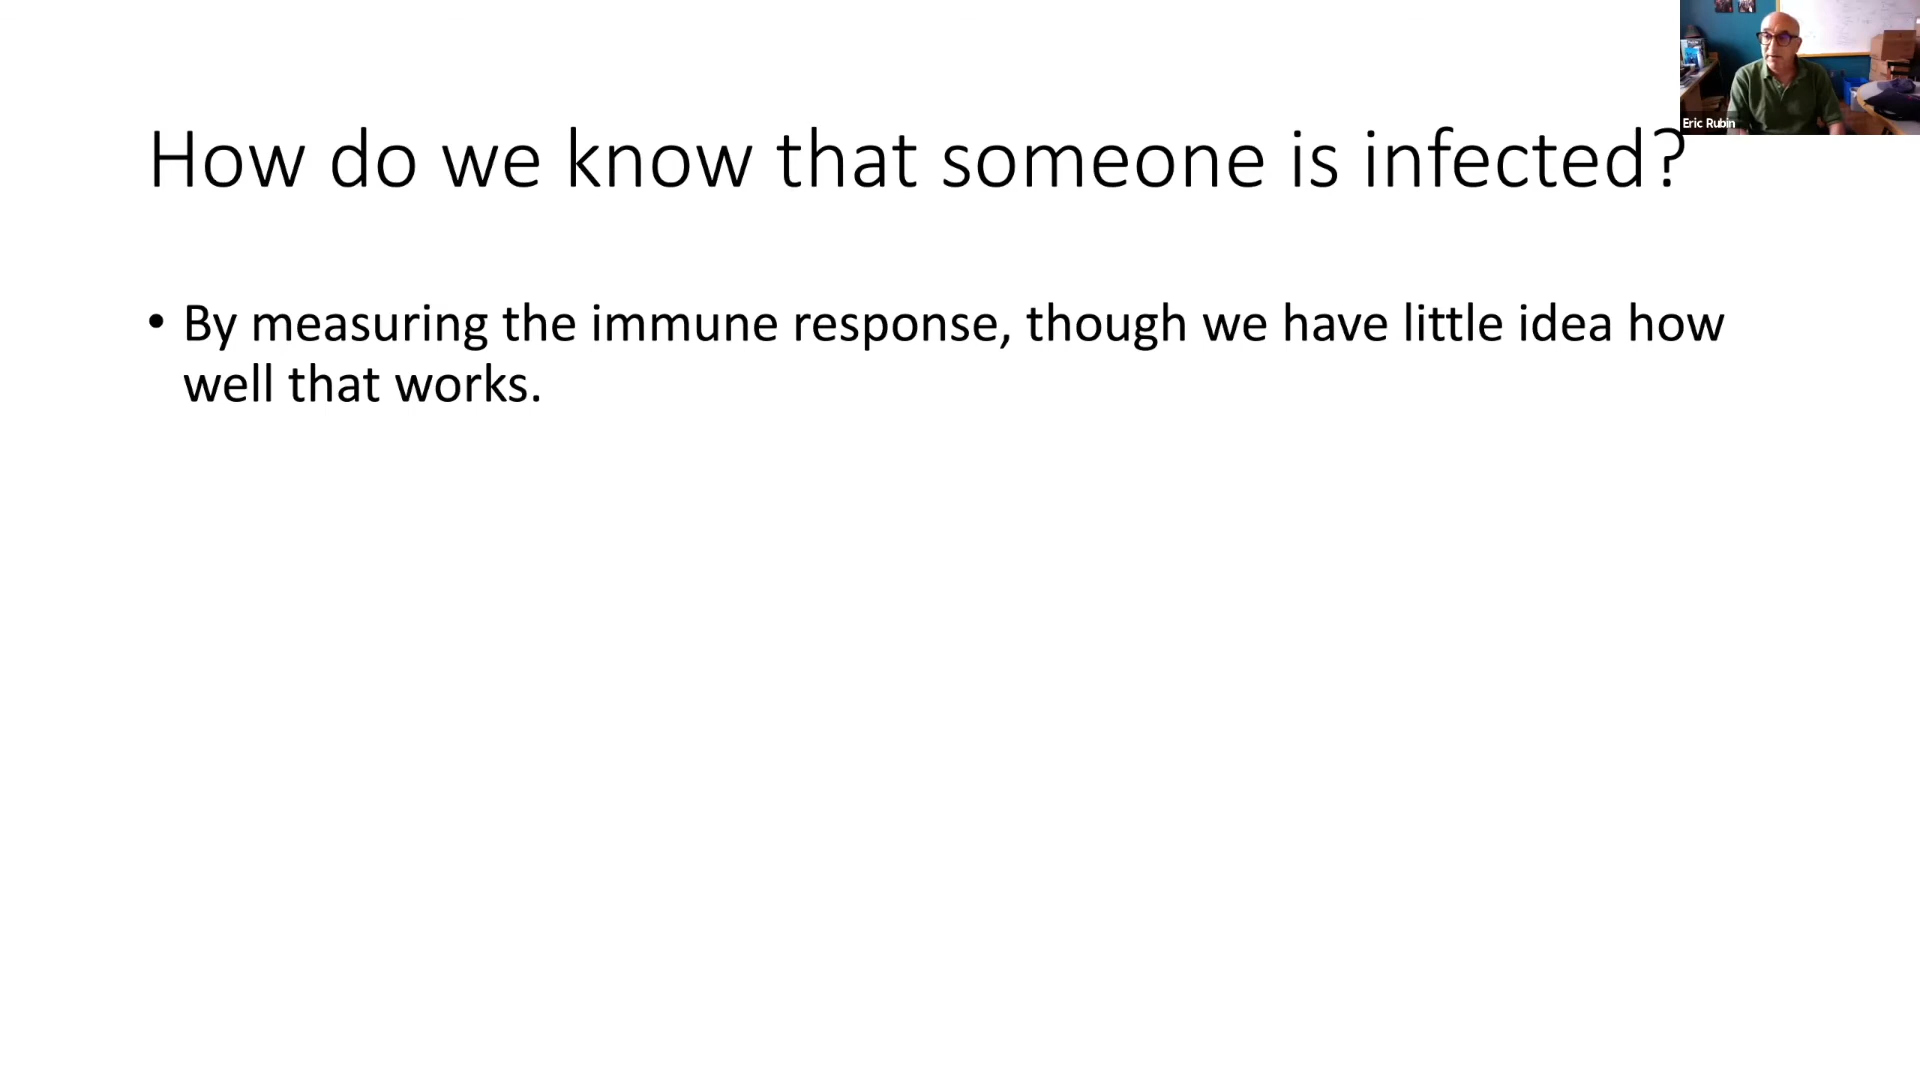 Eric Rubin
How do we know that someone is infected?
• By measuring the immune response, though we have little idea how
well that works.